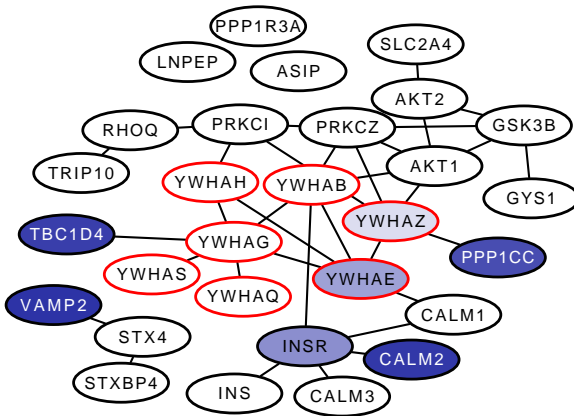 PPP1R3A
SLC2A4
LNPEP
ASIP
AKT2
RHOQ
PRKCI
PRKCZ
GSK3B
TRIP10
AKT1
YWHAH
YWHAB
GYS1
YWHAZ
TBC1D4
YWHAG
PPP1CC
YWHAS
YWHAE
YWHAQ
VAMP2
CALM1
STX4
INSR
CALM2
STXBP4
INS
CALM3